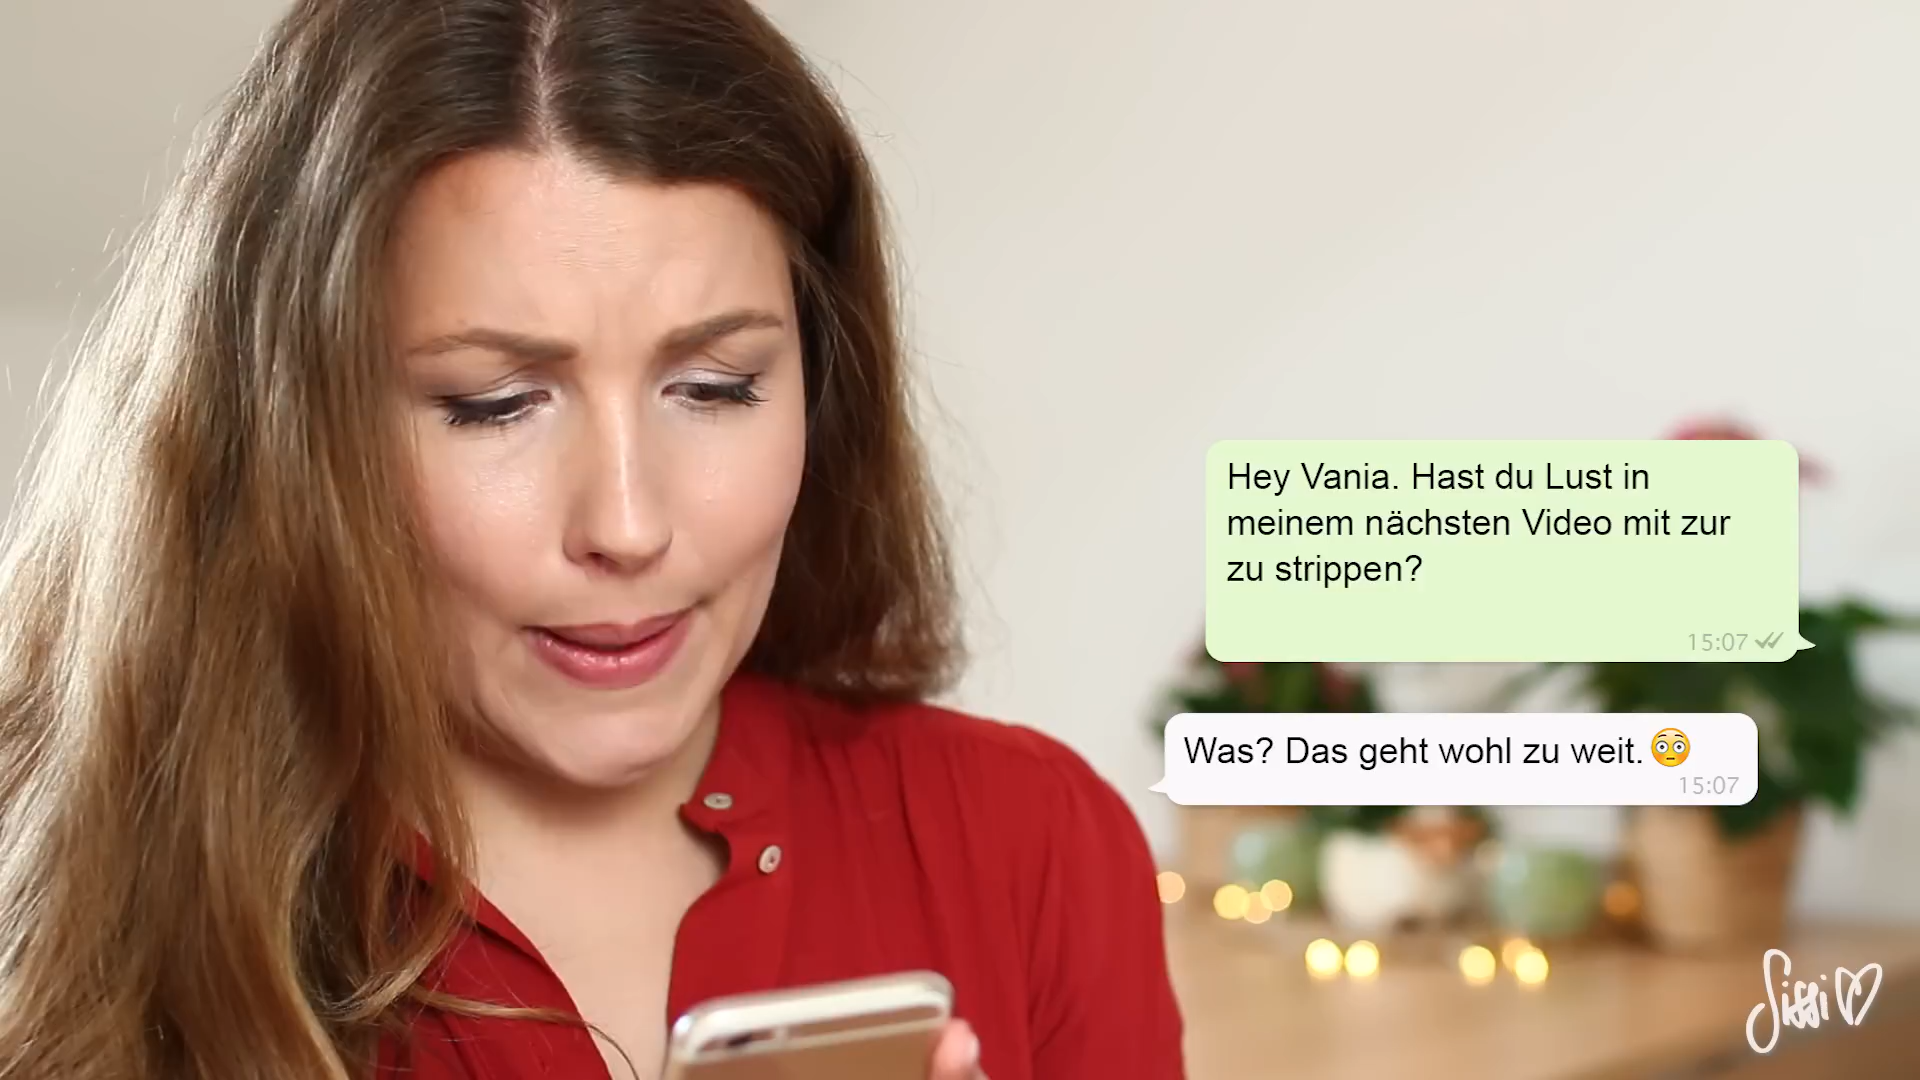 Hey Vania. Hast du Lust in
meinem nächsten Video mit zur
zu strippen?
15:07
Was? Das geht wohl zu weit.😳
15:07
Sissi